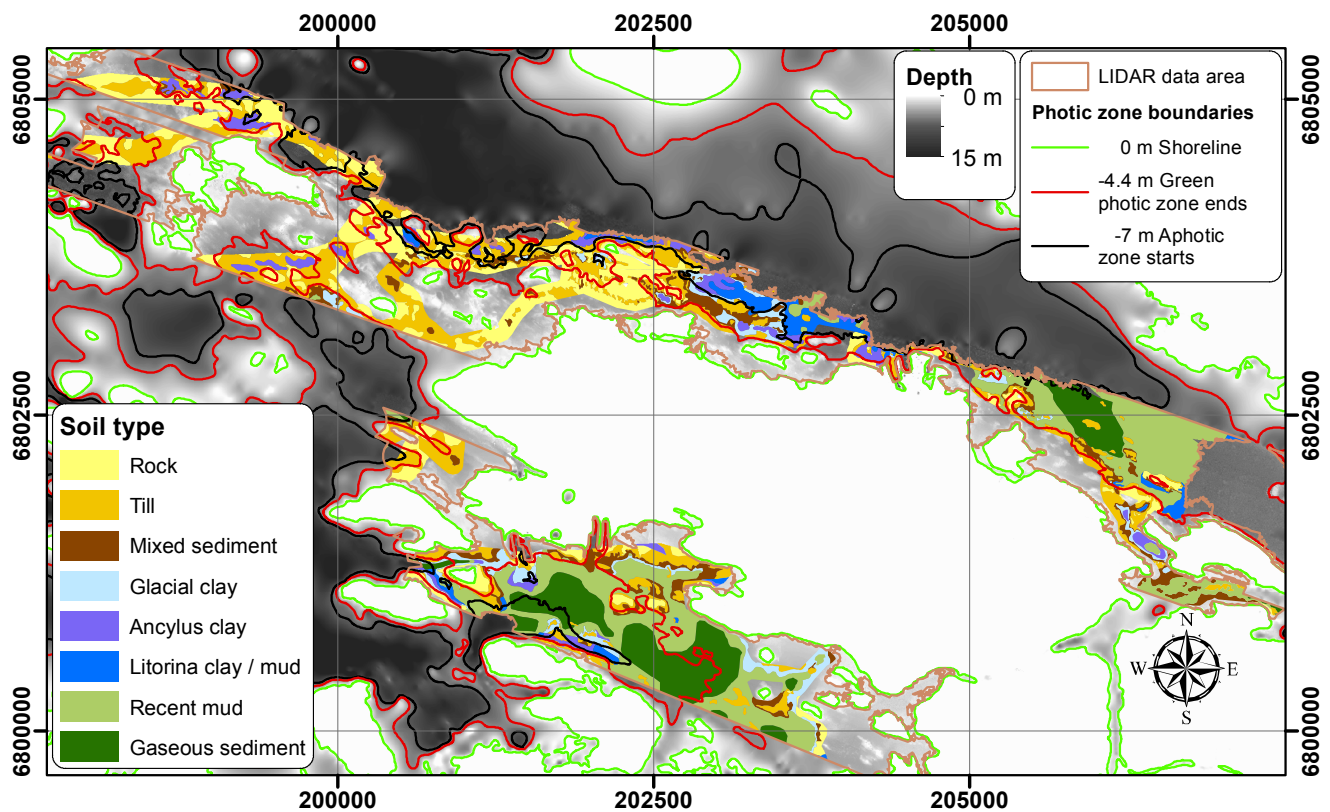 200000
202500
205000
6805000
6802500
6800000
6805000
6802500
6800000
Depth
0 m
15 m
LIDAR data area
Photic zone boundaries
0 m Shoreline
-4.4 m Green
photic zone ends
-7 m Aphotic
zone starts
Soil type
Rock
Till
Mixed sediment
Glacial clay
Ancylus clay
Litorina clay / mud
Recent mud
Gaseous sediment
N
W
E
S
200000
202500
205000